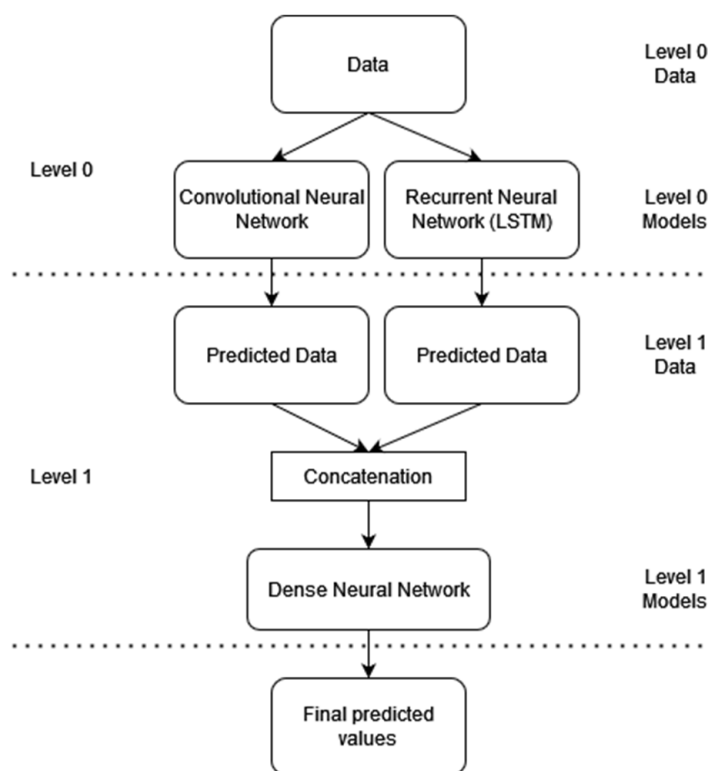 Data
Level 0
Data
Level 0
Convolutional Neural
Network
Recurrent Neural
Network (LSTM)
Level 0
Models
Predicted Data
Predicted Data
Level 1
Data
Level 1
Concatenation
Dense Neural Network
Level 1
Models
Final predicted
values